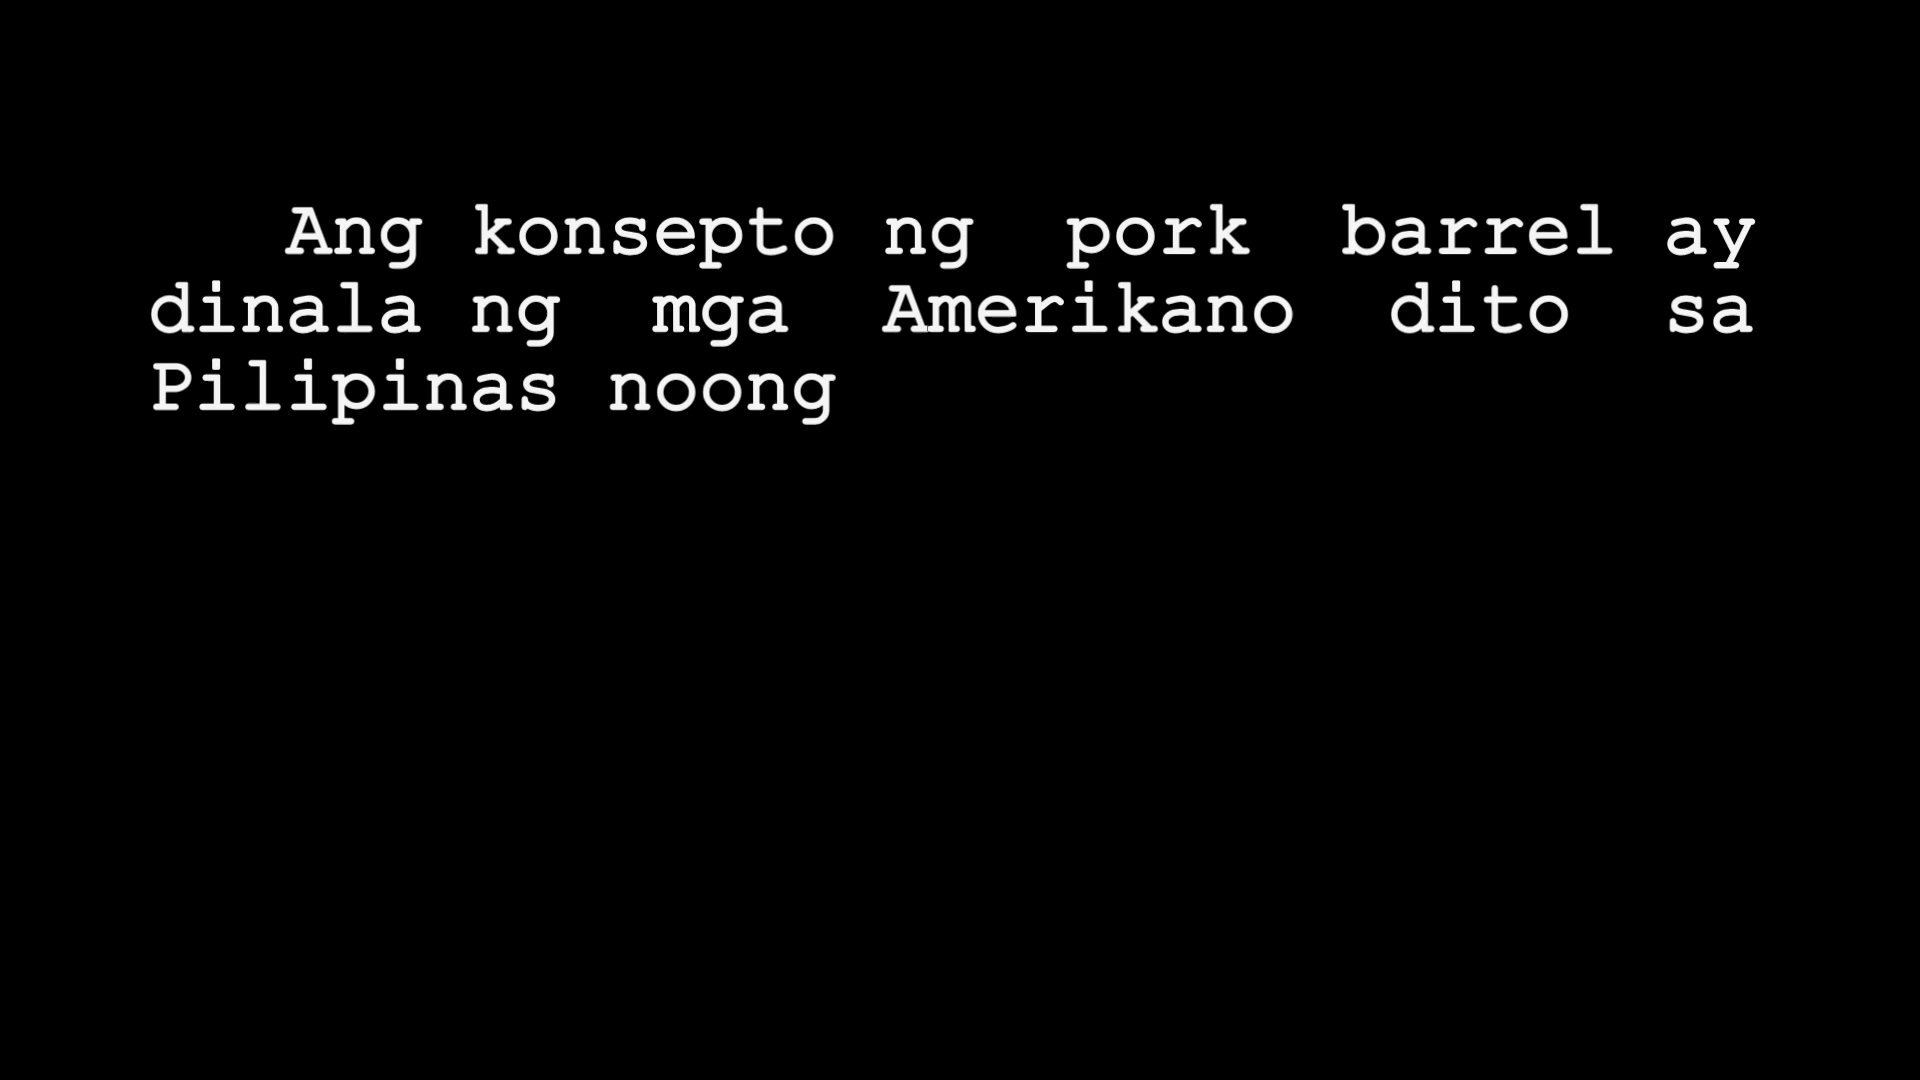 Ang konsepto ng pork barrel ay
dinala ng mga Amerikano dito sa
Pilipinas noong